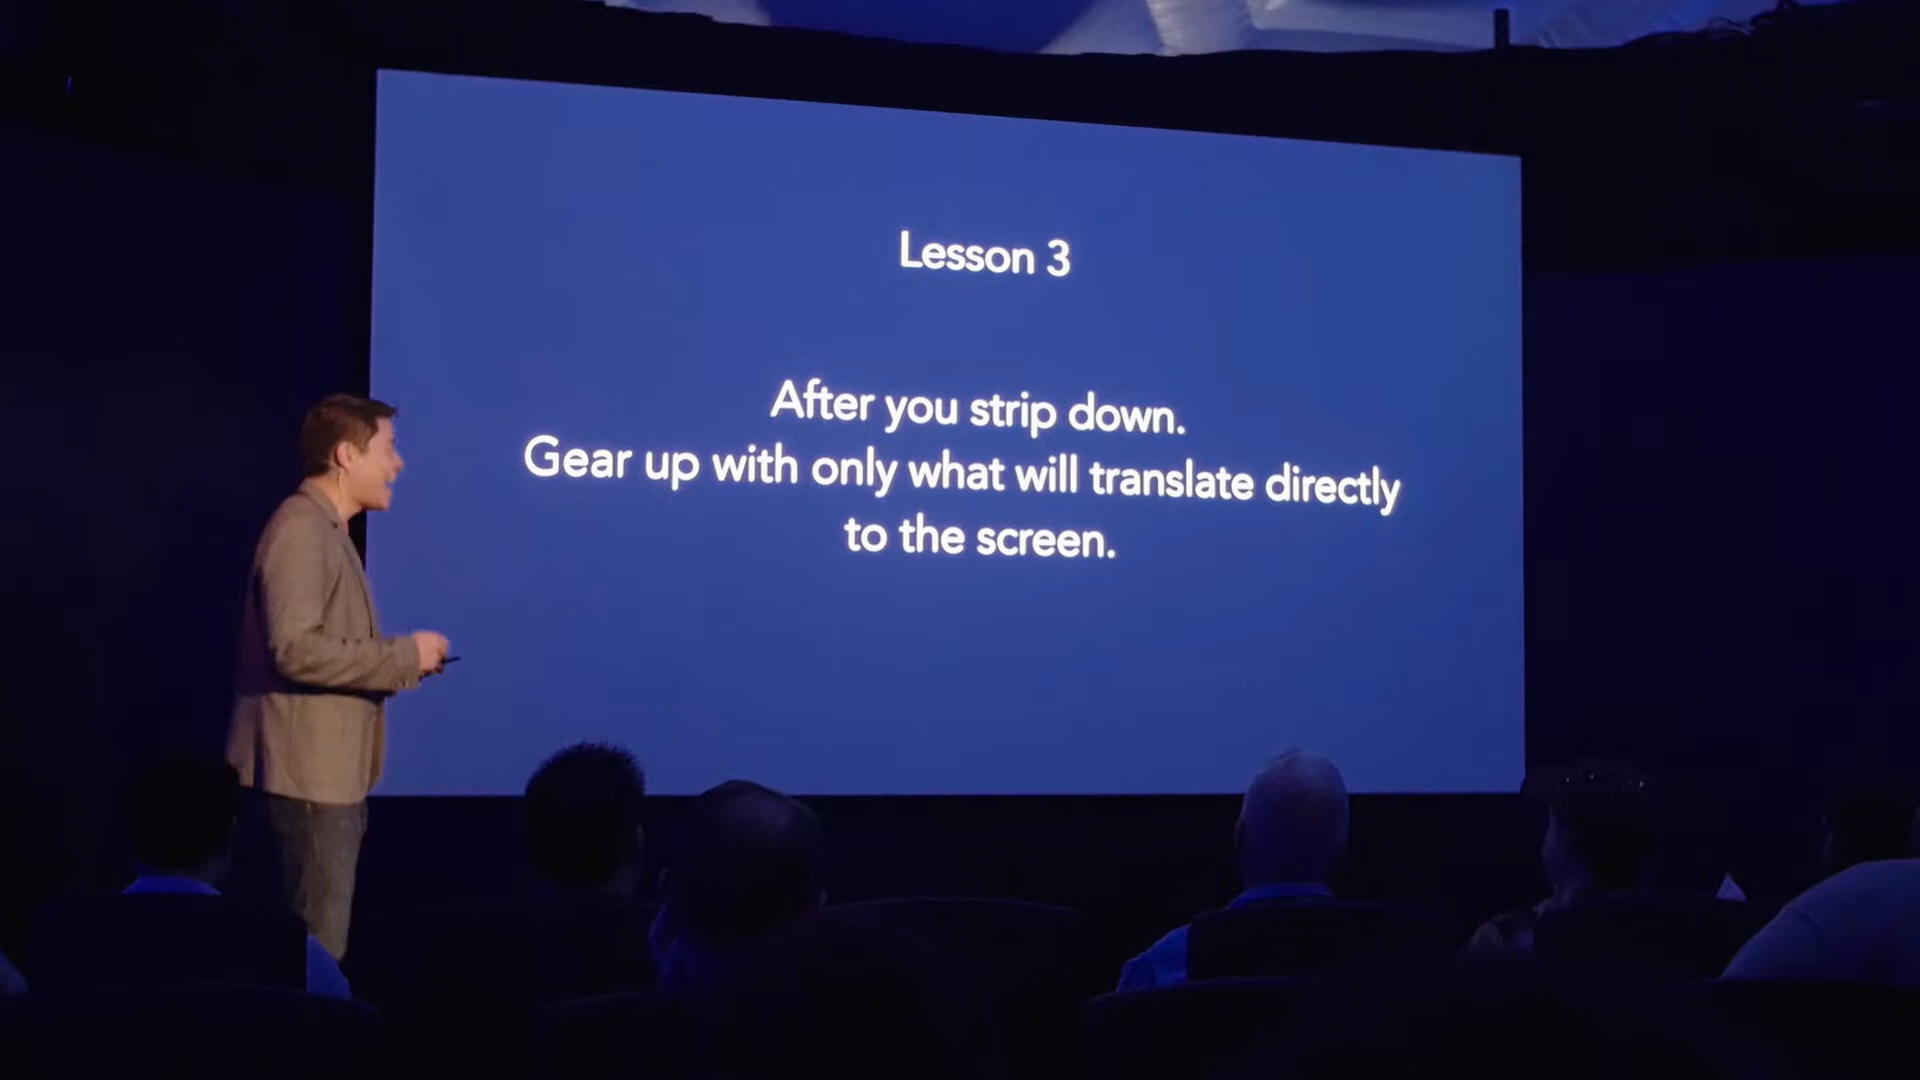 Lesson 3
After you strip down.
Gear up with only what will translate directly
to the screen.